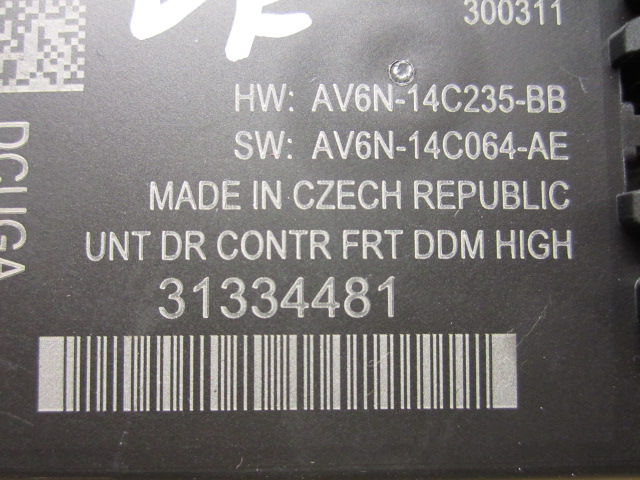 300311
HW: AV6N-14C235-BB
SW: AV6N-14C064-AE
MADE IN CZECH REPUBLIC
UNT DR CONTR FRT DDM HIGH
31334481